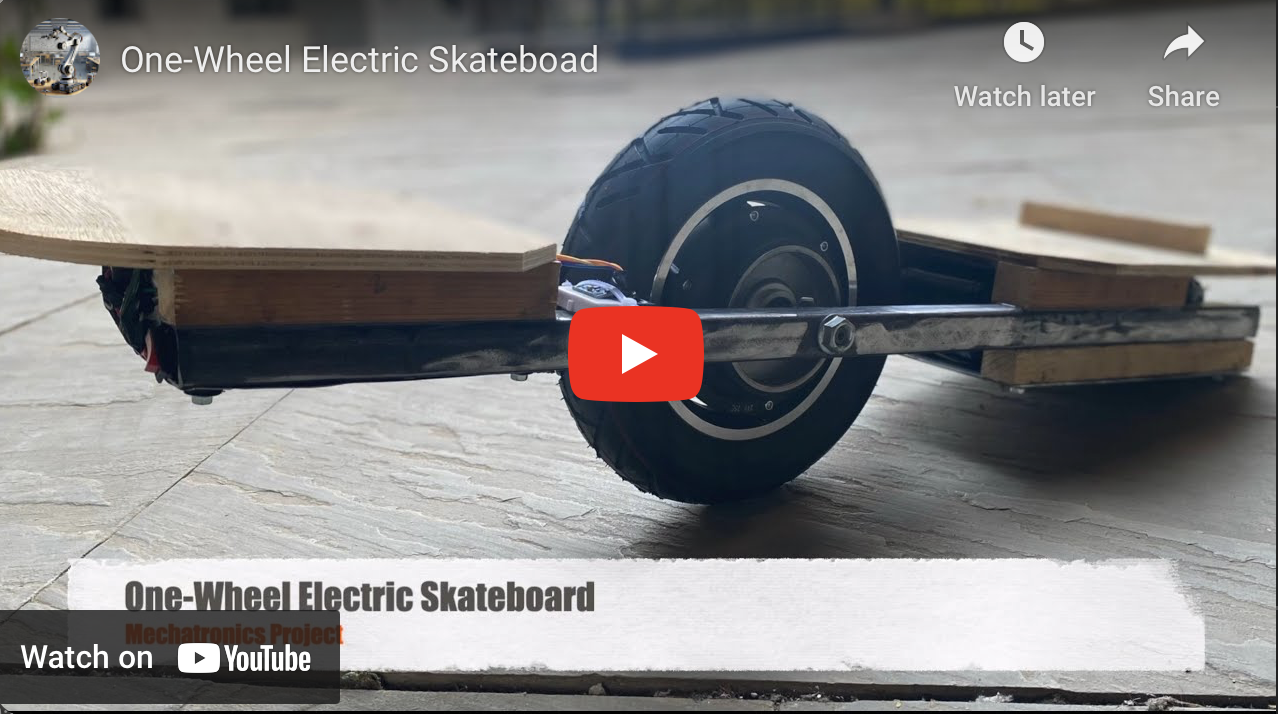 One-Wheel Electric Skateboad
Watch later
Share
One-Wheel Electric Skateboard
Mechatronics Project
Watch on YouTube